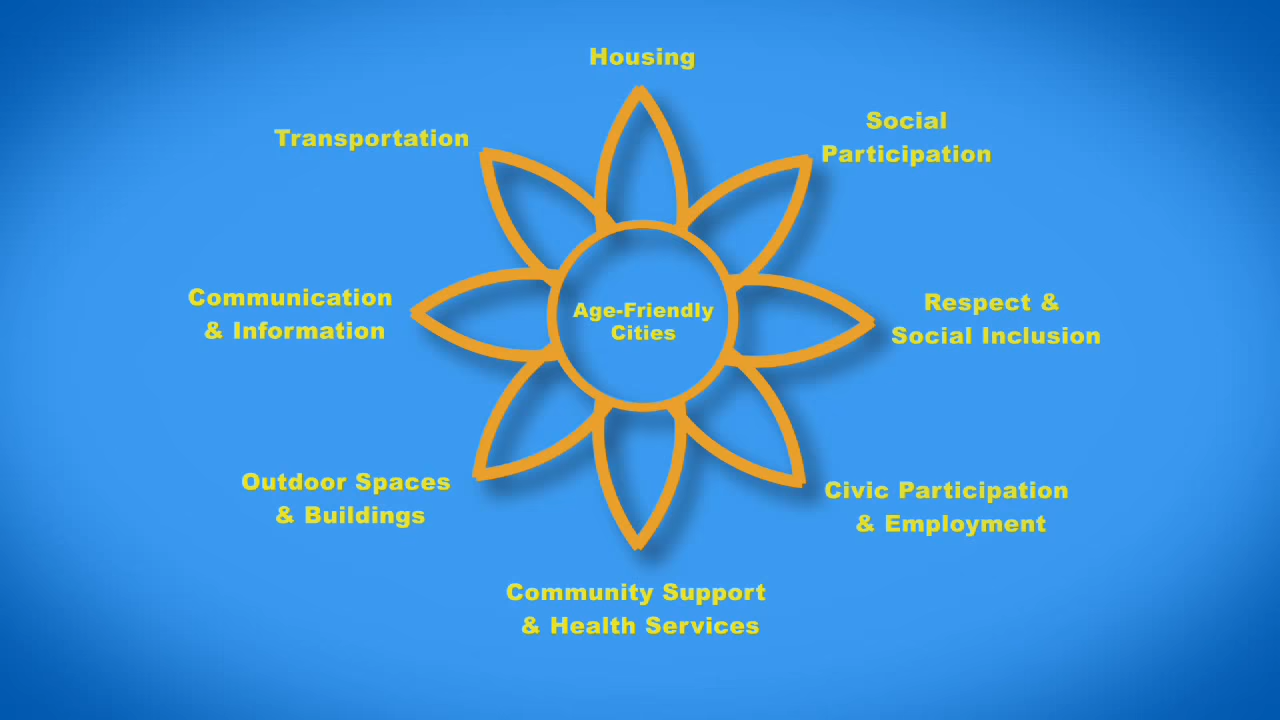 Housing
Social
Participation
Transportation
Communication
& Information
Age-Friendly
Cities
Respect &
Social Inclusion
Outdoor Spaces
& Buildings
Civic Participation
& Employment
Community Support
& Health Services